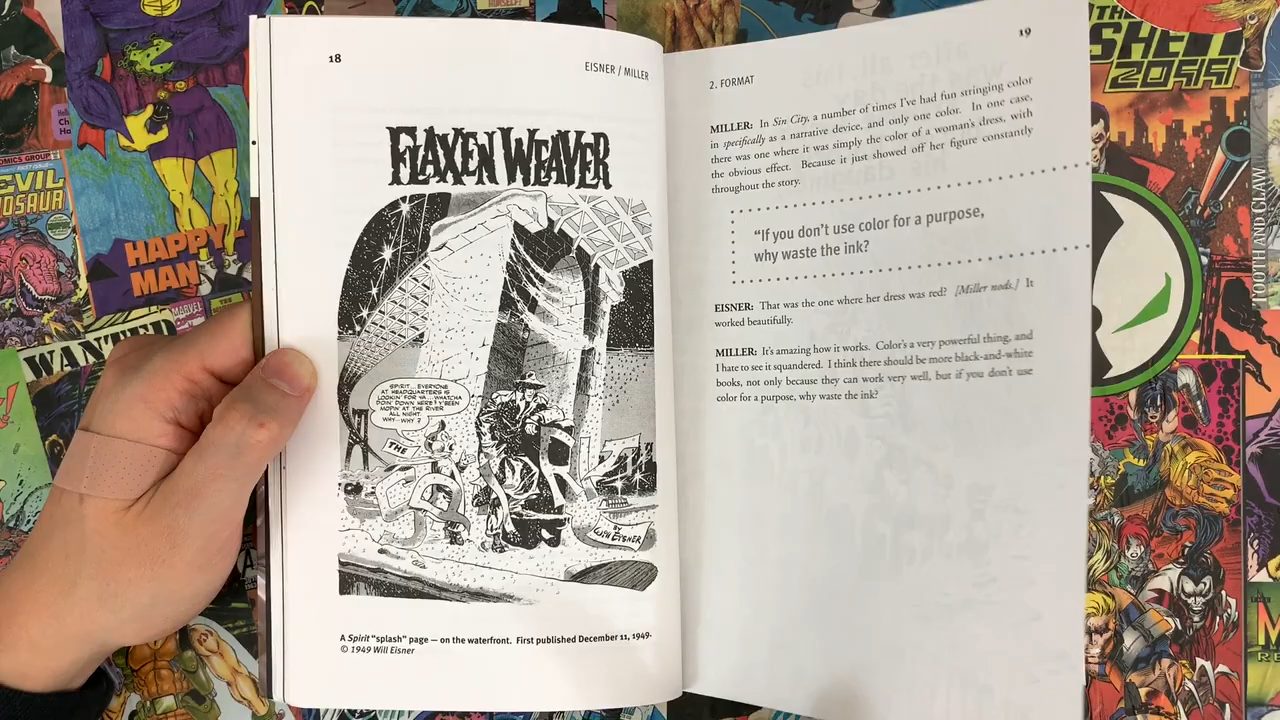 18
EISNER / MILLER
FLAXEN WEAVER
SPIRIT... EVERYONE
AT HEADQUARTERS IS
LOOKIN' FOR YA... WHATCHA
DOIN' DOWN HERE? Y'BEEN
MOPIN' AT THE RIVER
ALL NIGHT.
WHY--WHY?
THE
SPIRIT
BY
WILL EISNER
A Spirit "splash" page — on the waterfront. First published December 11, 1949.
© 1949 Will Eisner
19
2. FORMAT
MILLER: In Sin City, a number of times I've had fun stringing color
in specifically as a narrative device, and only one color. In one case,
there was one where it was simply the color of a woman's dress, with
the obvious effect. Because it just showed off her figure constantly
throughout the story.
"If you don't use color for a purpose,
why waste the ink?
EISNER: That was the one where her dress was red? [Miller nods.] It
worked beautifully.
MILLER: It's amazing how it works. Color's a very powerful thing, and
I hate to see it squandered. I think there should be more black-and-white
books, not only because they can work very well, but if you don't use
color for a purpose, why waste the ink?
HIMSELF!
COMICS GROUP
HAPPY
MAN
MARVEL
WANTED
THE
2099
TOOTH AND CLAW